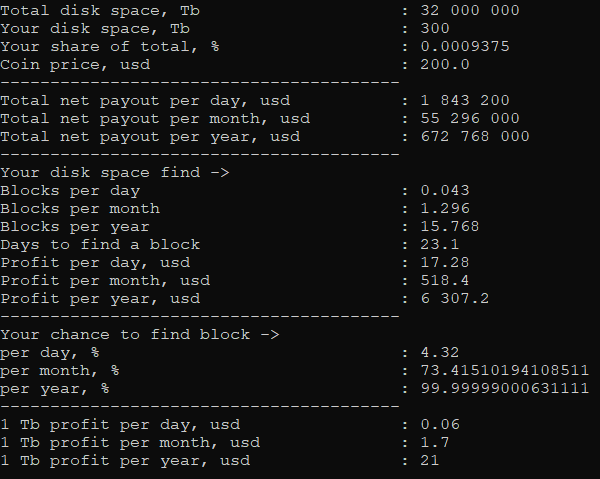 Total disk space, Tb : 32 000 000
Your disk space, Tb : 300
Your share of total, % : 0.0009375
Coin price, usd : 200.0
----------------------------------------
Total net payout per day, usd : 1 843 200
Total net payout per month, usd : 55 296 000
Total net payout per year, usd : 672 768 000
----------------------------------------
Your disk space find ->
Blocks per day : 0.043
Blocks per month : 1.296
Blocks per year : 15.768
Days to find a block : 23.1
Profit per day, usd : 17.28
Profit per month, usd : 518.4
Profit per year, usd : 6 307.2
----------------------------------------
Your chance to find block ->
per day, % : 4.32
per month, % : 73.41510194108511
per year, % : 99.99999000631111
----------------------------------------
1 Tb profit per day, usd : 0.06
1 Tb profit per month, usd : 1.7
1 Tb profit per year, usd : 21